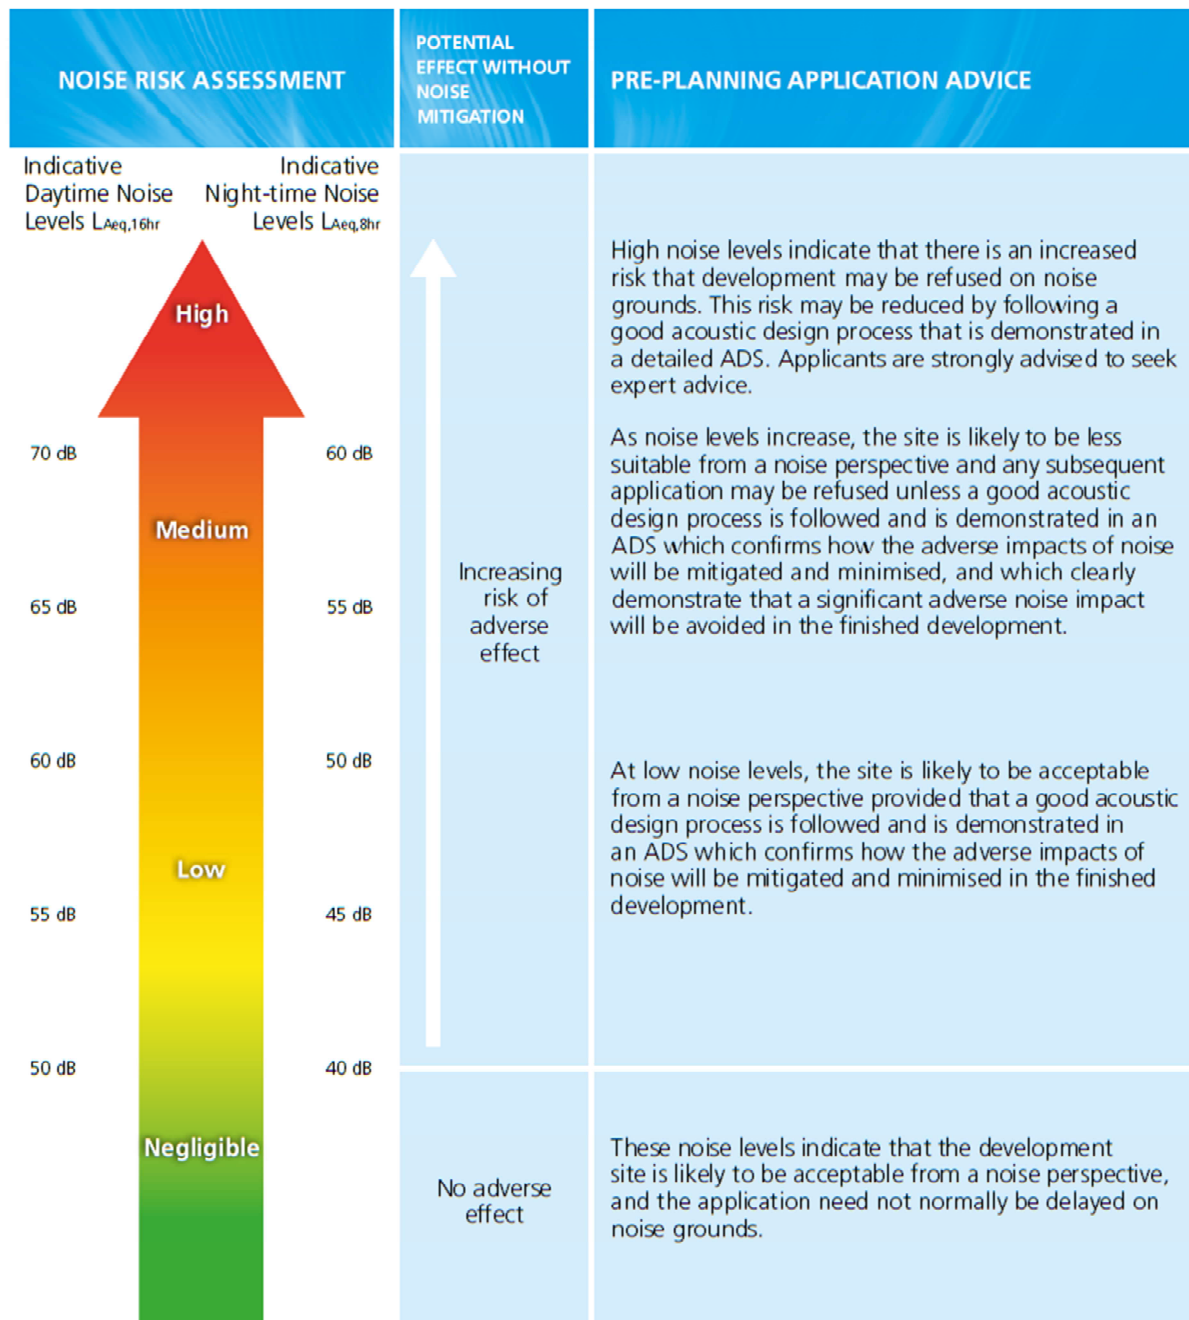 NOISE RISK ASSESSMENT
POTENTIAL
EFFECT WITHOUT
NOISE
MITIGATION
PRE-PLANNING APPLICATION ADVICE
Indicative
Daytime Noise
Levels LAeq,16hr
Indicative
Night-time Noise
Levels LAeq,8hr
High
70 dB
60 dB
Medium
65 dB
55 dB
60 dB
50 dB
Low
55 dB
45 dB
50 dB
40 dB
Negligible
Increasing
risk of
adverse
effect
No adverse
effect
High noise levels indicate that there is an increased
risk that development may be refused on noise
grounds. This risk may be reduced by following a
good acoustic design process that is demonstrated in
a detailed ADS. Applicants are strongly advised to seek
expert advice.
As noise levels increase, the site is likely to be less
suitable from a noise perspective and any subsequent
application may be refused unless a good acoustic
design process is followed and is demonstrated in an
ADS which confirms how the adverse impacts of noise
will be mitigated and minimised, and which clearly
demonstrate that a significant adverse noise impact
will be avoided in the finished development.
At low noise levels, the site is likely to be acceptable
from a noise perspective provided that a good acoustic
design process is followed and is demonstrated in
an ADS which confirms how the adverse impacts of
noise will be mitigated and minimised in the finished
development.
These noise levels indicate that the development
site is likely to be acceptable from a noise perspective,
and the application need not normally be delayed on
noise grounds.